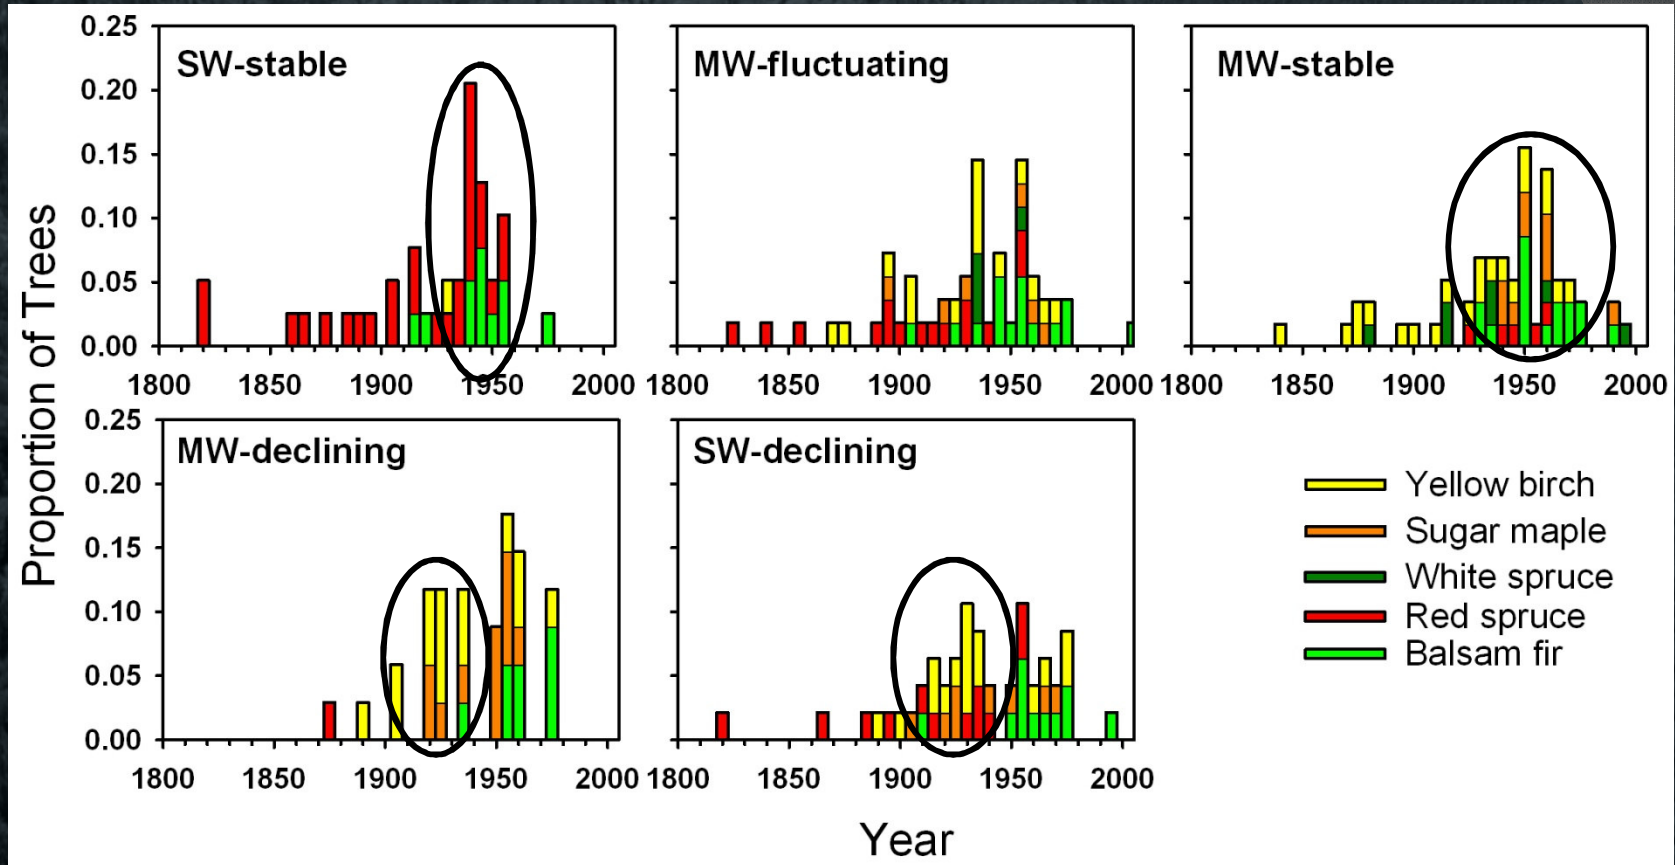 Proportion of Trees
SW-stable
0.25
0.20
0.15
0.10
0.05
0.00
1800 1850 1900 1950 2000
MW-fluctuating
1800 1850 1900 1950 2000
MW-stable
1800 1850 1900 1950 2000
MW-declining
0.25
0.20
0.15
0.10
0.05
0.00
1800 1850 1900 1950 2000
SW-declining
1800 1850 1900 1950 2000
Yellow birch
Sugar maple
White spruce
Red spruce
Balsam fir
Year